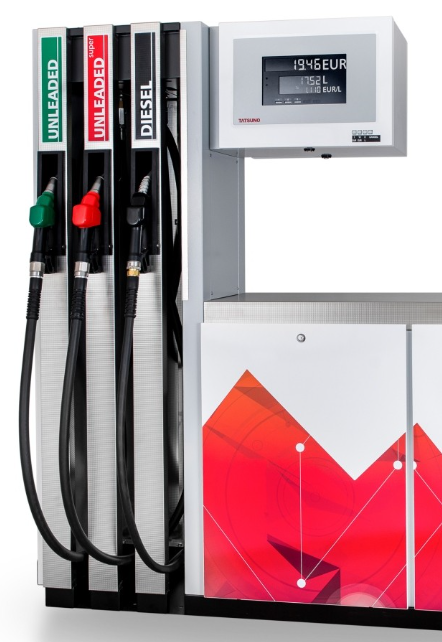 UNLEADED
super
UNLEADED
DIESEL
19.46 EUR
17.52 L
1.110 EUR/L
TATSUNO